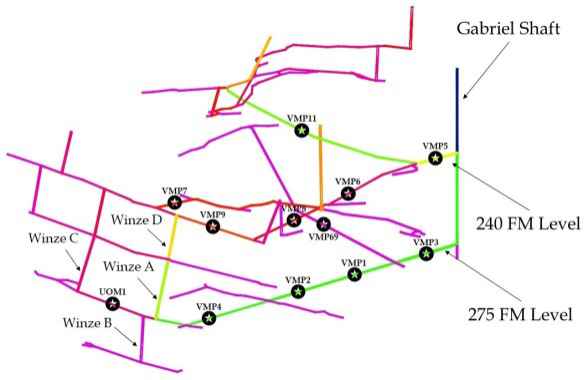 Gabriel Shaft
VMP11
VMP5
VMP7
VMP6
VMP8
VMP9
Winze D
VMP69
240 FM Level
Winze C
VMP3
Winze A
VMP1
VMP2
UOM1
275 FM Level
VMP4
Winze B